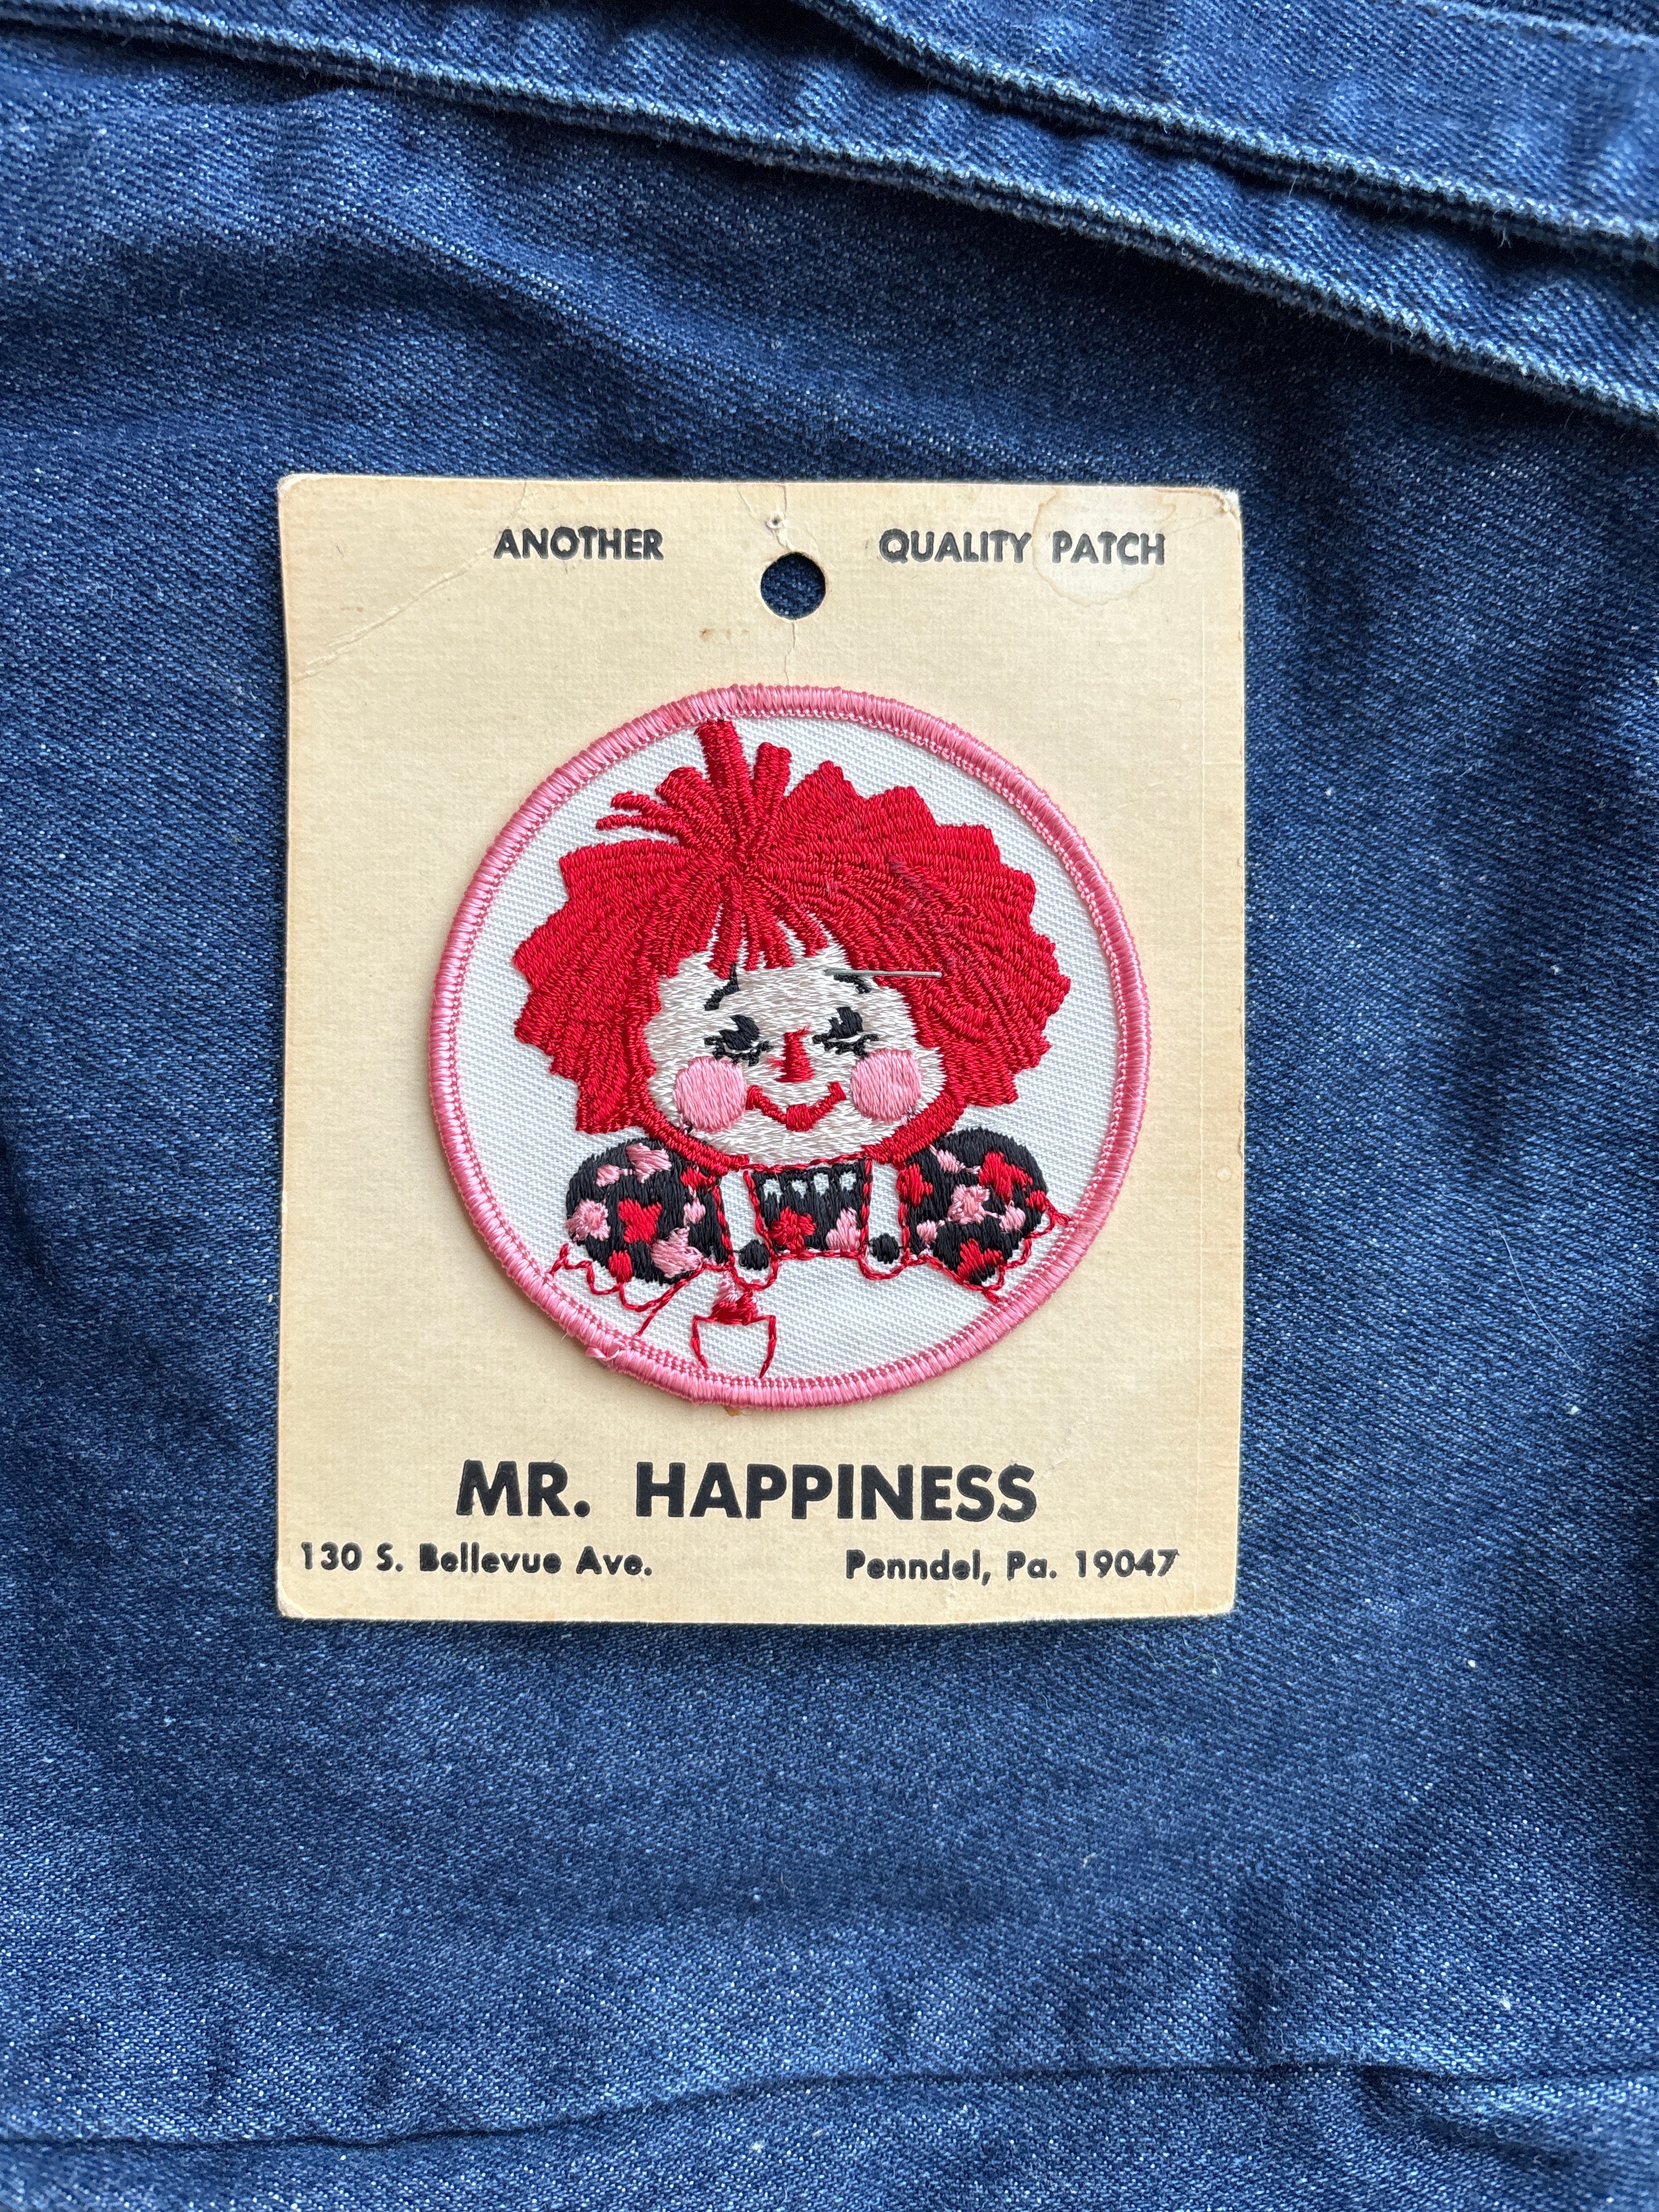 ANOTHER QUALITY PATCH
MR. HAPPINESS
130 S. Bellevue Ave. Penndel, Pa. 19047